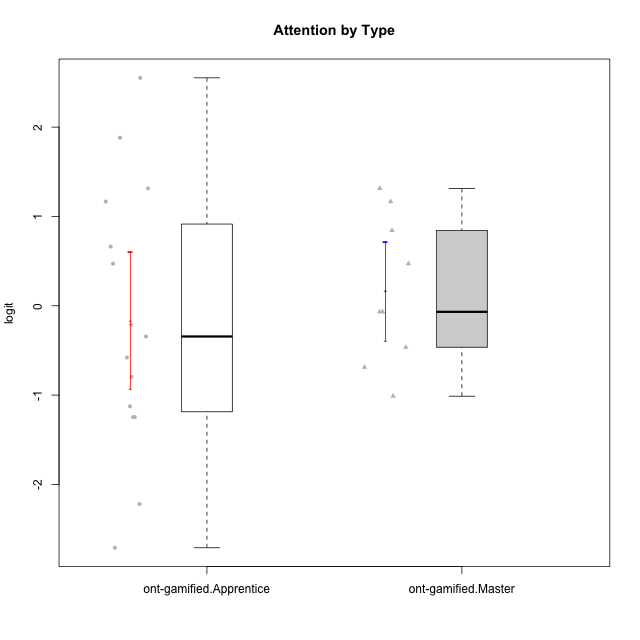 Attention by Type
logit
2
1
0
-1
-2
ont-gamified.Apprentice
ont-gamified.Master